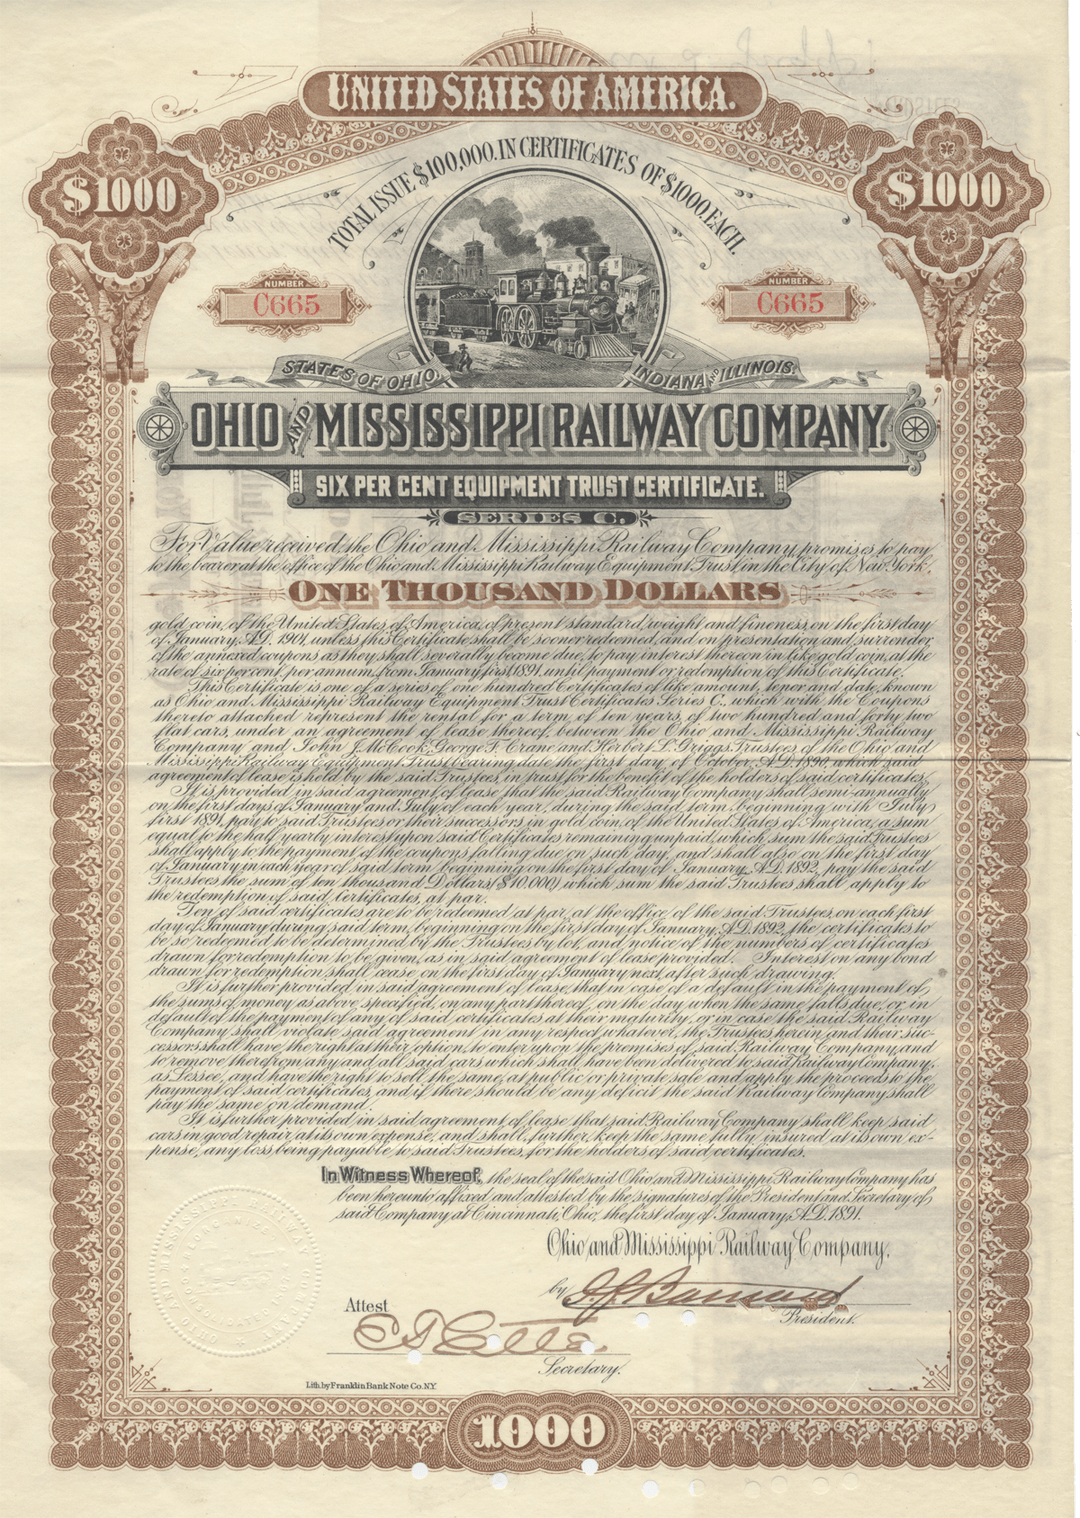 UNITED STATES OF AMERICA.
$1000
$1000
TOTAL ISSUE $100,000. IN CERTIFICATES OF $1000. EACH.
NUMBER
C665
NUMBER
C665
STATES OF OHIO,
INDIANA AND ILLINOIS.
OHIO AND MISSISSIPPI RAILWAY COMPANY.
SIX PER CENT EQUIPMENT TRUST CERTIFICATE.
SERIES C.
For Value received, the Ohio and Mississippi Railway Company, promises to pay
to the bearer at the office of the Ohio and Mississippi Railway Equipment Trust, in the City of New York,
ONE THOUSAND DOLLARS
gold coin, of the United States of America, of present standard, weight and fineness, on the first day
of January, A.D. 1901, unless this Certificate shall be sooner redeemed, and on presentation and surrender
of the annexed coupons as they shall severally become due, to pay interest thereon in like gold coin, at the
rate of six per cent. per annum, from January first, 1891, until payment or redemption of this Certificate.
This Certificate is one of a series of one hundred Certificates of like amount, tenor and date, known
as Ohio and Mississippi Railway Equipment Trust Certificates Series C., which with the Coupons
thereto attached represent the rental for a term of ten years, of two hundred and forty two
flat cars, under an agreement of lease thereof, between the Ohio and Mississippi Railway
Company and John J. McCook, George F. Crane and Herbert L. Griggs, Trustees of the Ohio and
Mississippi Railway Equipment Trust bearing date the first day of October, A.D. 1890, which said
agreement of lease is held by the said Trustees, in trust for the benefit of the holders of said certificates.
It is provided in said agreement of lease that the said Railway Company shall semi-annually
on the first days of January and July of each year, during the said term, beginning with July
first 1891, pay to said Trustees or their successors in gold coin, of the United States of America, a sum
equal to the half yearly interest upon said Certificates remaining unpaid, which sum the said Trustees
shall apply to the payment of the coupons falling due on such day, and shall also on the first day
of January in each year of said term beginning on the first day of January, A.D. 1892, pay the said
Trustees the sum of ten thousand Dollars ($10.000) which sum the said Trustees shall apply to
the redemption of said Certificates, at par.
Ten of said certificates are to be redeemed at par, at the office of the said Trustees, on each first
day of January during said term, beginning on the first day of January, A.D. 1892, the certificates to
be so redeemed to be determined by the Trustees by lot, and notice of the numbers of certificates
drawn for redemption to be given, as in said agreement of lease provided. Interest on any bond
drawn for redemption shall cease on the first day of January next, after such drawing.
It is further provided in said agreement of lease, that in case of a default in the payment of
the sums of money as above specified, or any part thereof, on the day when the same falls due, or in
default of the payment of any of said certificates at their maturity, or in case the said Railway
Company shall violate said agreement in any respect whatever, the Trustees herein, and their suc-
cessors shall have the right at their option, to enter upon the premises of said Railway Company, and
to remove therefrom any and all said cars which shall have been delivered to said Railway Company,
as Lessee, and have the right to sell the same, at public or private sale and apply the proceeds to the
payment of said certificates, and if there should be any deficit the said Railway Company shall
pay the same on demand.
It is further provided in said agreement of lease that said Railway Company shall keep said
cars in good repair at its own expense, and shall, further, keep the same fully insured at its own ex-
pense, any loss being payable to said Trustees, for the holders of said certificates.
In Witness Whereof, the seal of the said Ohio and Mississippi Railway Company has
been hereunto affixed and attested by the signatures of the President and Secretary of
said Company at Cincinnati, Ohio, the first day of January, A.D. 1891.
Ohio and Mississippi Railway Company,
by J F Barnard
President.
Attest
Secretary.
Lith. by Franklin Bank Note Co. N.Y.
1000